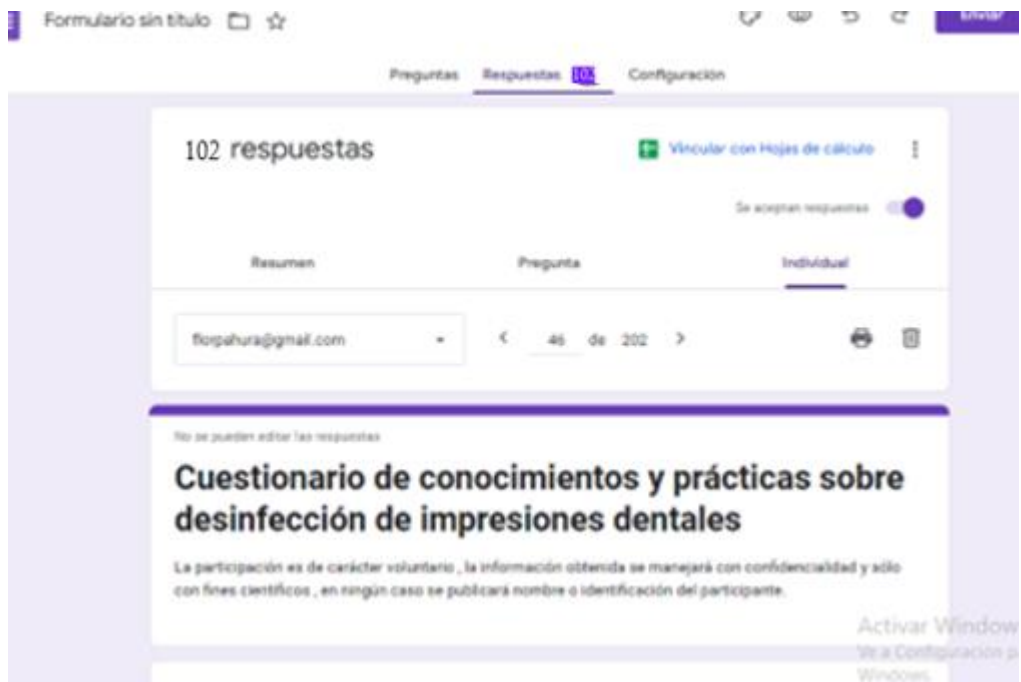 Formulario sin título
Enviar
Preguntas Respuestas 102 Configuración
102 respuestas
Vincular con Hojas de cálculo
Se aceptan respuestas
Resumen Pregunta Individual
florpahura@gmail.com 46 de 202
No se pueden editar las respuestas
Cuestionario de conocimientos y prácticas sobre
desinfección de impresiones dentales
La participación es de carácter voluntario , la información obtenida se manejará con confidencialidad y sólo
con fines científicos , en ningún caso se publicará nombre o identificación del participante.
Activar Window
Ve a Configuración p
Windows.